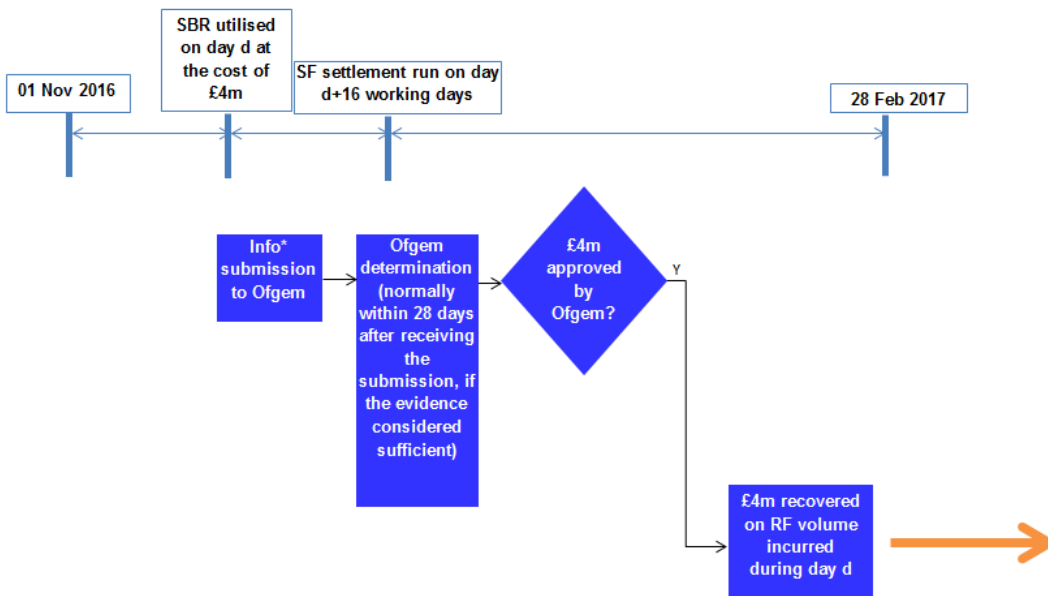 01 Nov 2016
SBR utilised
on day d at
the cost of
£4m
SF settlement run on day
d+16 working days
28 Feb 2017
Info*
submission
to Ofgem
Ofgem
determination
(normally
within 28 days
after receiving
the
submission, if
the evidence
considered
sufficient)
£4m
approved
by
Ofgem?
Y
£4m recovered
on RF volume
incurred
during day d